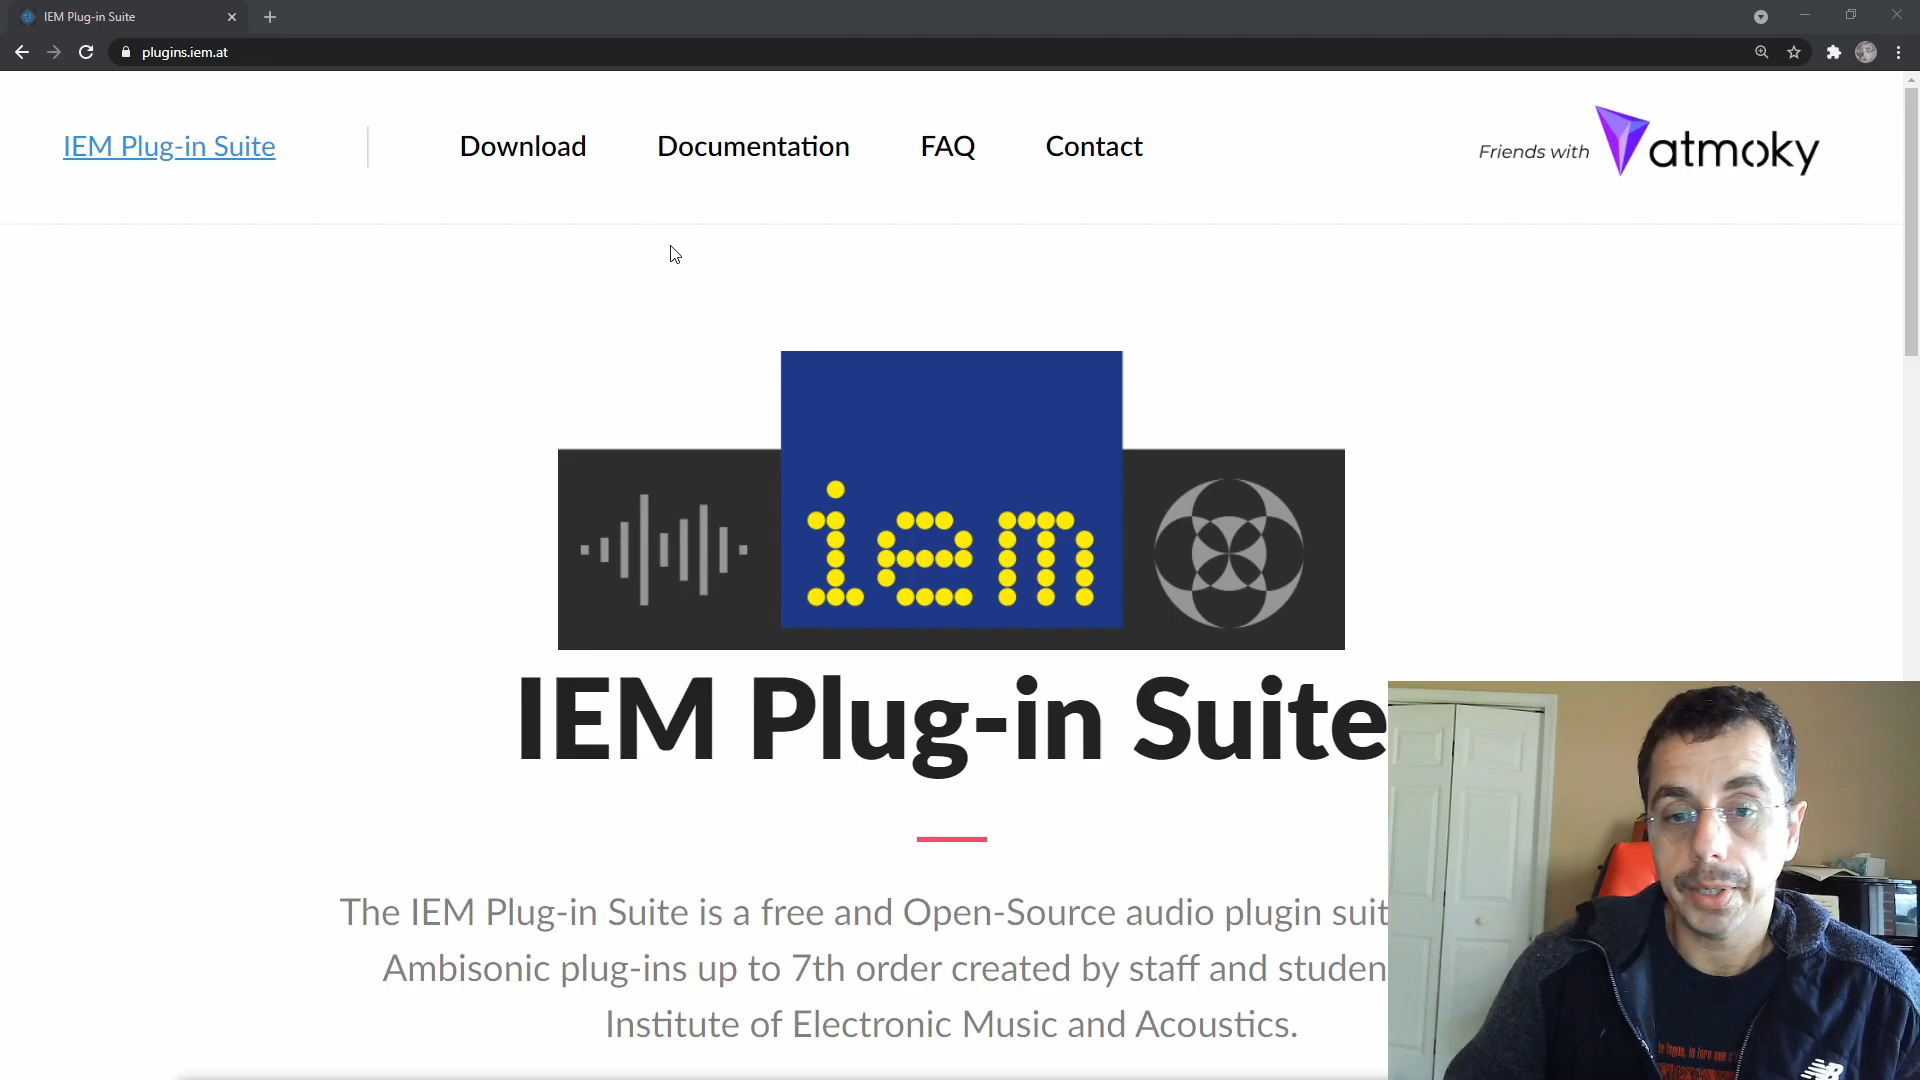 IEM Plug-in Suite
plugins.iem.at
IEM Plug-in Suite
Download
Documentation
FAQ
Contact
Friends with
atmoky
iem
IEM Plug-in Suite
The IEM Plug-in Suite is a free and Open-Source audio plugin suit
Ambisonic plug-ins up to 7th order created by staff and studen
Institute of Electronic Music and Acoustics.